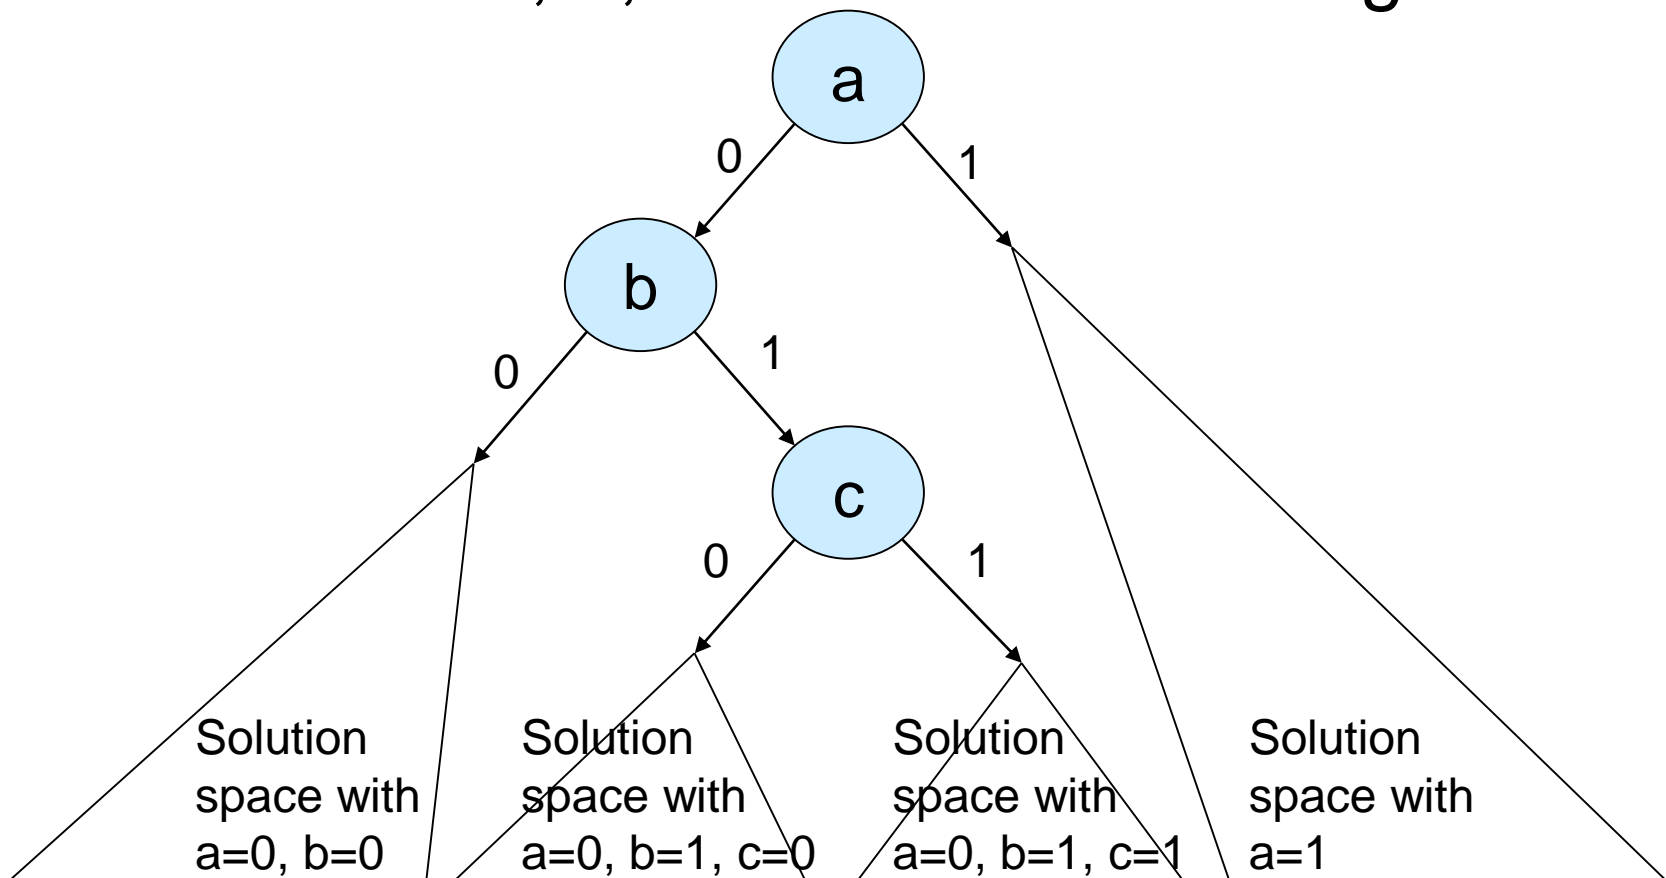 a
0
1
b
0
1
c
0
1
Solution
space with
a=0, b=0
Solution
space with
a=0, b=1, c=0
Solution
space with
a=0, b=1, c=1
Solution
space with
a=1